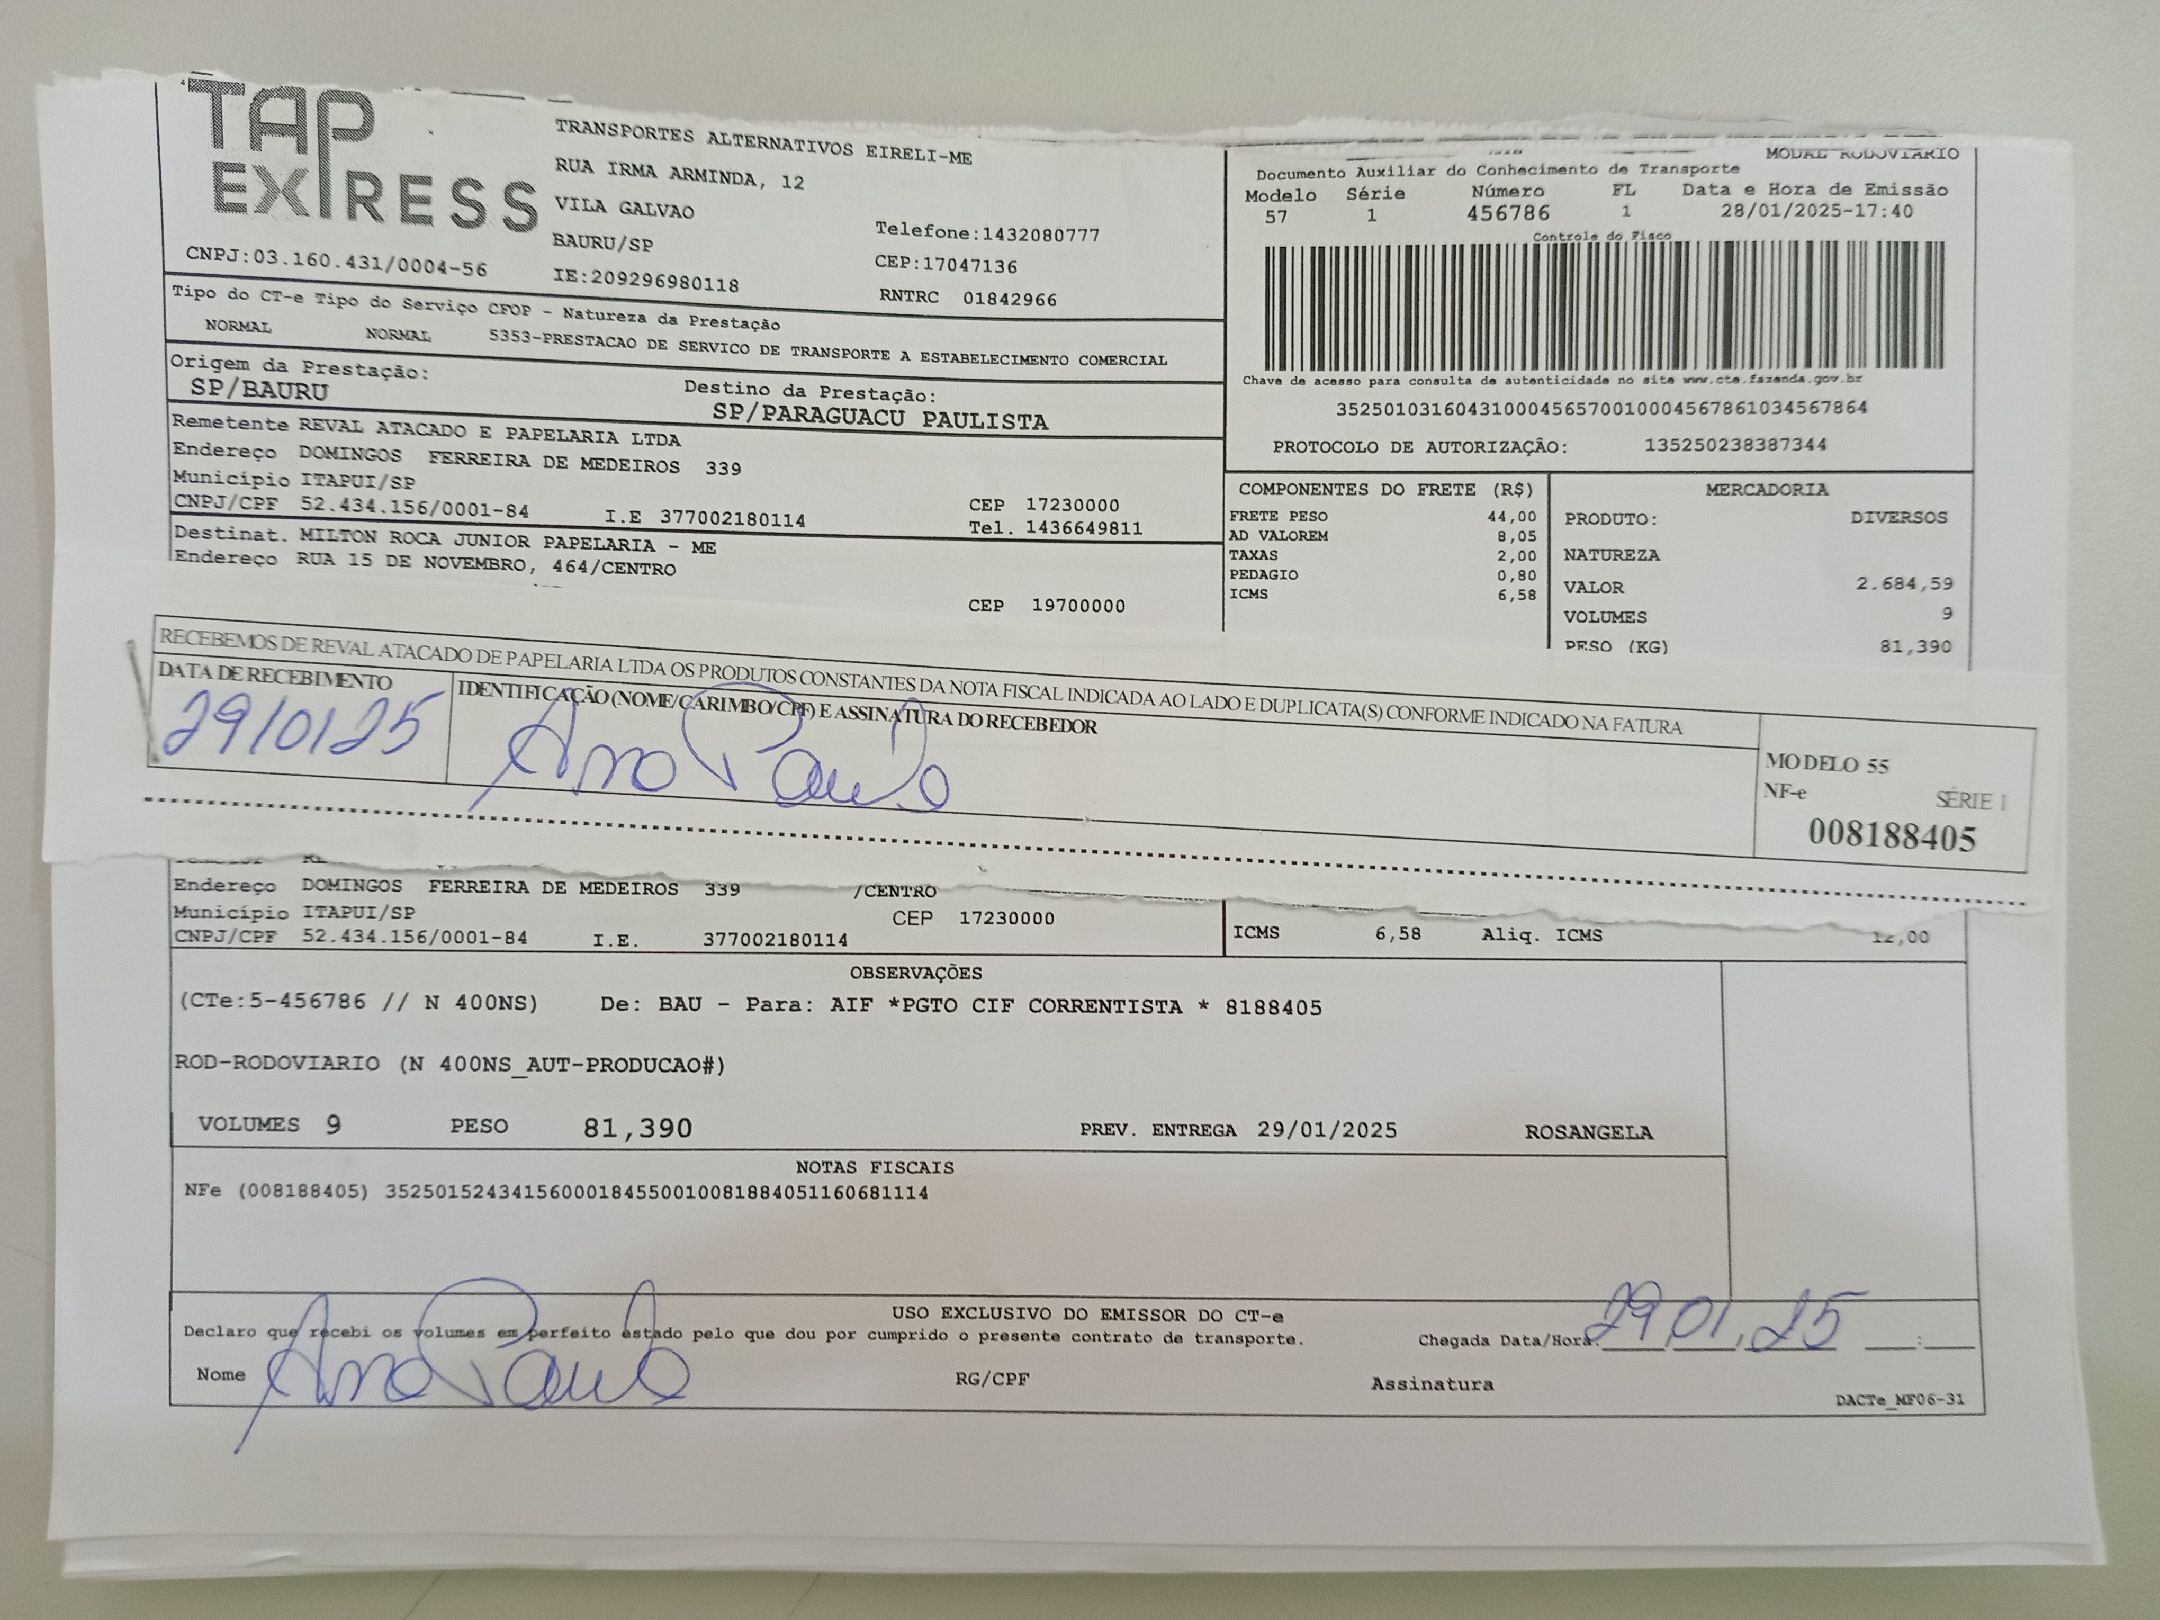 TAP
EXPRESS
TRANSPORTES ALTERNATIVOS EIRELI-ME
RUA IRMA ARMINDA, 12
VILA GALVAO
BAURU/SP
Telefone:1432080777
CEP:17047136
CNPJ:03.160.431/0004-56
IE:209296980118
RNTRC 01842966
MODAL RODOVIARIO
Documento Auxiliar do Conhecimento de Transporte
Modelo Série Número FL Data e Hora de Emissão
57 1 456786 1 28/01/2025-17:40
Controle do Fisco
Chave de acesso para consulta de autenticidade no site www.cte.fazenda.gov.br
35250103160431000456570010004567861034567864
PROTOCOLO DE AUTORIZAÇÃO: 135250238387344
Tipo do CT-e Tipo do Serviço CFOP - Natureza da Prestação
NORMAL NORMAL 5353-PRESTACAO DE SERVICO DE TRANSPORTE A ESTABELECIMENTO COMERCIAL
Origem da Prestação: Destino da Prestação:
SP/BAURU SP/PARAGUACU PAULISTA
Remetente REVAL ATACADO E PAPELARIA LTDA
Endereço DOMINGOS FERREIRA DE MEDEIROS 339
Município ITAPUI/SP CEP 17230000
CNPJ/CPF 52.434.156/0001-84 I.E 377002180114 Tel. 1436649811
Destinat. MILTON ROCA JUNIOR PAPELARIA - ME
Endereço RUA 15 DE NOVEMBRO, 464/CENTRO
CEP 19700000
COMPONENTES DO FRETE (R$)
FRETE PESO 44,00
AD VALOREM 8,05
TAXAS 2,00
PEDAGIO 0,80
ICMS 6,58
MERCADORIA
PRODUTO: DIVERSOS
NATUREZA
VALOR 2.684,59
VOLUMES 9
PESO (KG) 81,390
RECEBEMOS DE REVAL ATACADO DE PAPELARIA LTDA OS PRODUTOS CONSTANTES DA NOTA FISCAL INDICADA AO LADO E DUPLICATA(S) CONFORME INDICADO NA FATURA
DATA DE RECEBIMENTO
29/01/25
IDENTIFICAÇÃO (NOME/CARIMBO/CPF) E ASSINATURA DO RECEBEDOR
Ana Paula
MODELO 55
NF-e SÉRIE 1
008188405
Endereço DOMINGOS FERREIRA DE MEDEIROS 339 /CENTRO
Município ITAPUI/SP CEP 17230000
CNPJ/CPF 52.434.156/0001-84 I.E. 377002180114
ICMS 6,58 Aliq. ICMS 12,00
OBSERVAÇÕES
(CTe:5-456786 // N 400NS) De: BAU - Para: AIF *PGTO CIF CORRENTISTA * 8188405
ROD-RODOVIARIO (N 400NS_AUT-PRODUCAO#)
VOLUMES 9 PESO 81,390 PREV. ENTREGA 29/01/2025 ROSANGELA
NOTAS FISCAIS
NFe (008188405) 35250152434156000184550010081884051160681114
USO EXCLUSIVO DO EMISSOR DO CT-e
Declaro que recebi os volumes em perfeito estado pelo que dou por cumprido o presente contrato de transporte.
Chegada Data/Hora: 29 01 25 :
Nome Ana Paula RG/CPF Assinatura
DACTe_MF06-31